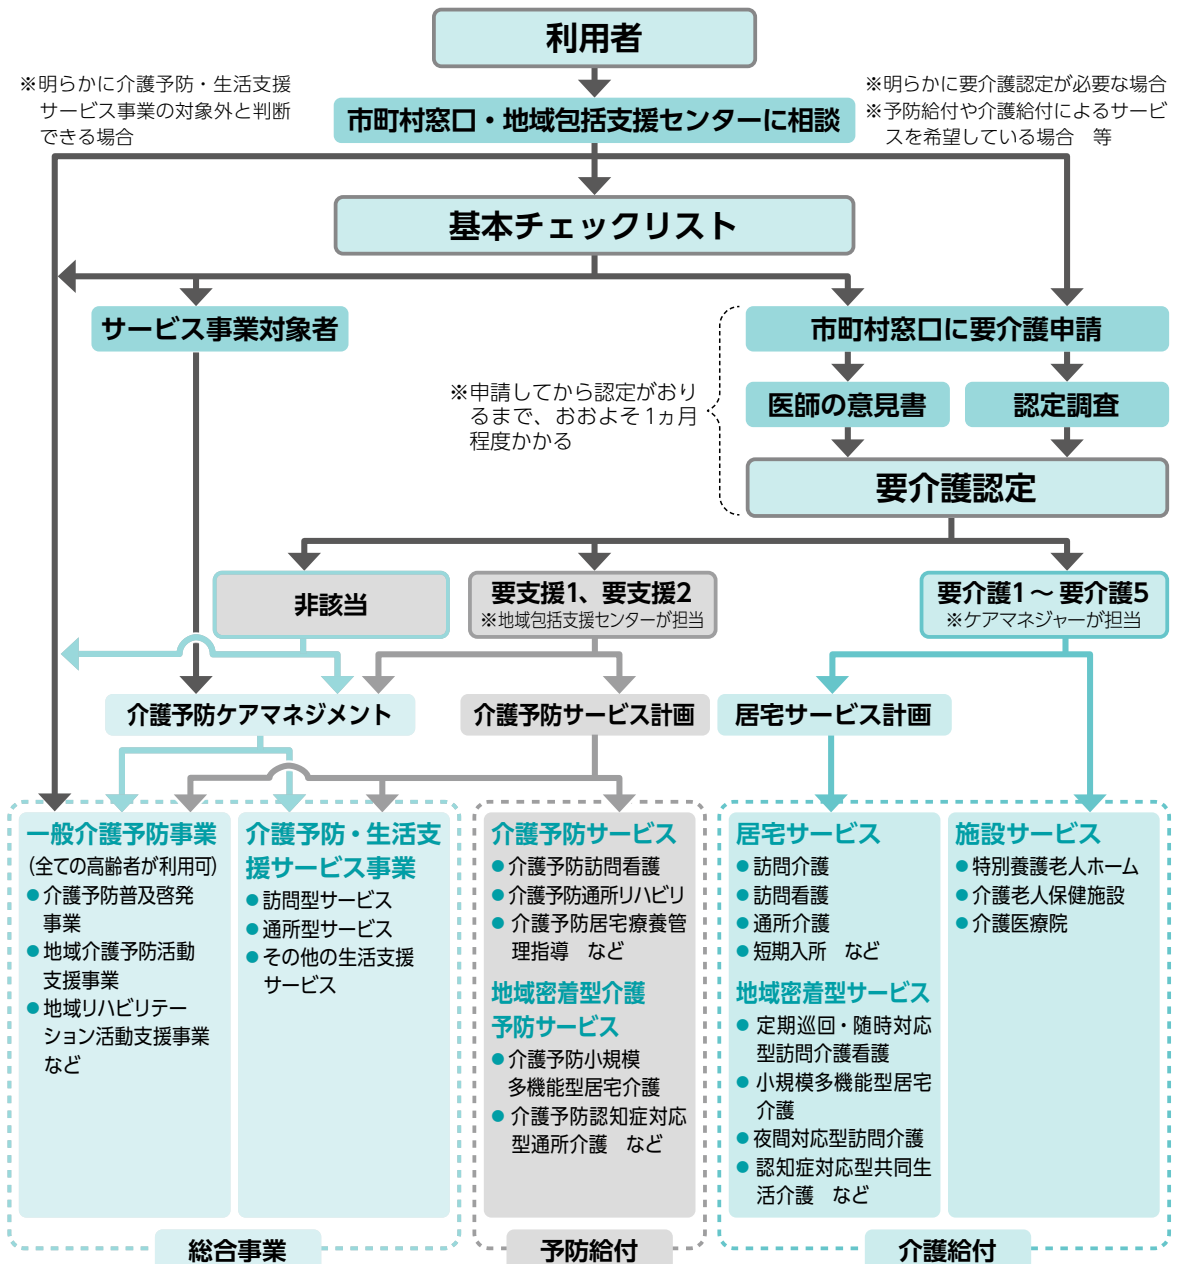 利用者
※明らかに介護予防・生活支援
サービス事業の対象外と判断
できる場合
※明らかに要介護認定が必要な場合
※予防給付や介護給付によるサービ
スを希望している場合　等
市町村窓口・地域包括支援センターに相談
基本チェックリスト
サービス事業対象者
市町村窓口に要介護申請
※申請してから認定がおり
るまで、おおよそ1ヵ月
程度かかる
医師の意見書
認定調査
要介護認定
非該当
要支援1、要支援2
※地域包括支援センターが担当
要介護1～要介護5
※ケアマネジャーが担当
介護予防ケアマネジメント
介護予防サービス計画
居宅サービス計画
一般介護予防事業
(全ての高齢者が利用可)
●介護予防普及啓発
事業
●地域介護予防活動
支援事業
●地域リハビリテー
ション活動支援事業
など
介護予防・生活支
援サービス事業
●訪問型サービス
●通所型サービス
●その他の生活支援
サービス
介護予防サービス
●介護予防訪問看護
●介護予防通所リハビリ
●介護予防居宅療養管
理指導　など
地域密着型介護
予防サービス
●介護予防小規模
多機能型居宅介護
●介護予防認知症対応
型通所介護　など
居宅サービス
●訪問介護
●訪問看護
●通所介護
●短期入所　など
地域密着型サービス
●定期巡回・随時対応
型訪問介護看護
●小規模多機能型居宅
介護
●夜間対応型訪問介護
●認知症対応型共同生
活介護　など
施設サービス
●特別養護老人ホーム
●介護老人保健施設
●介護医療院
総合事業
予防給付
介護給付